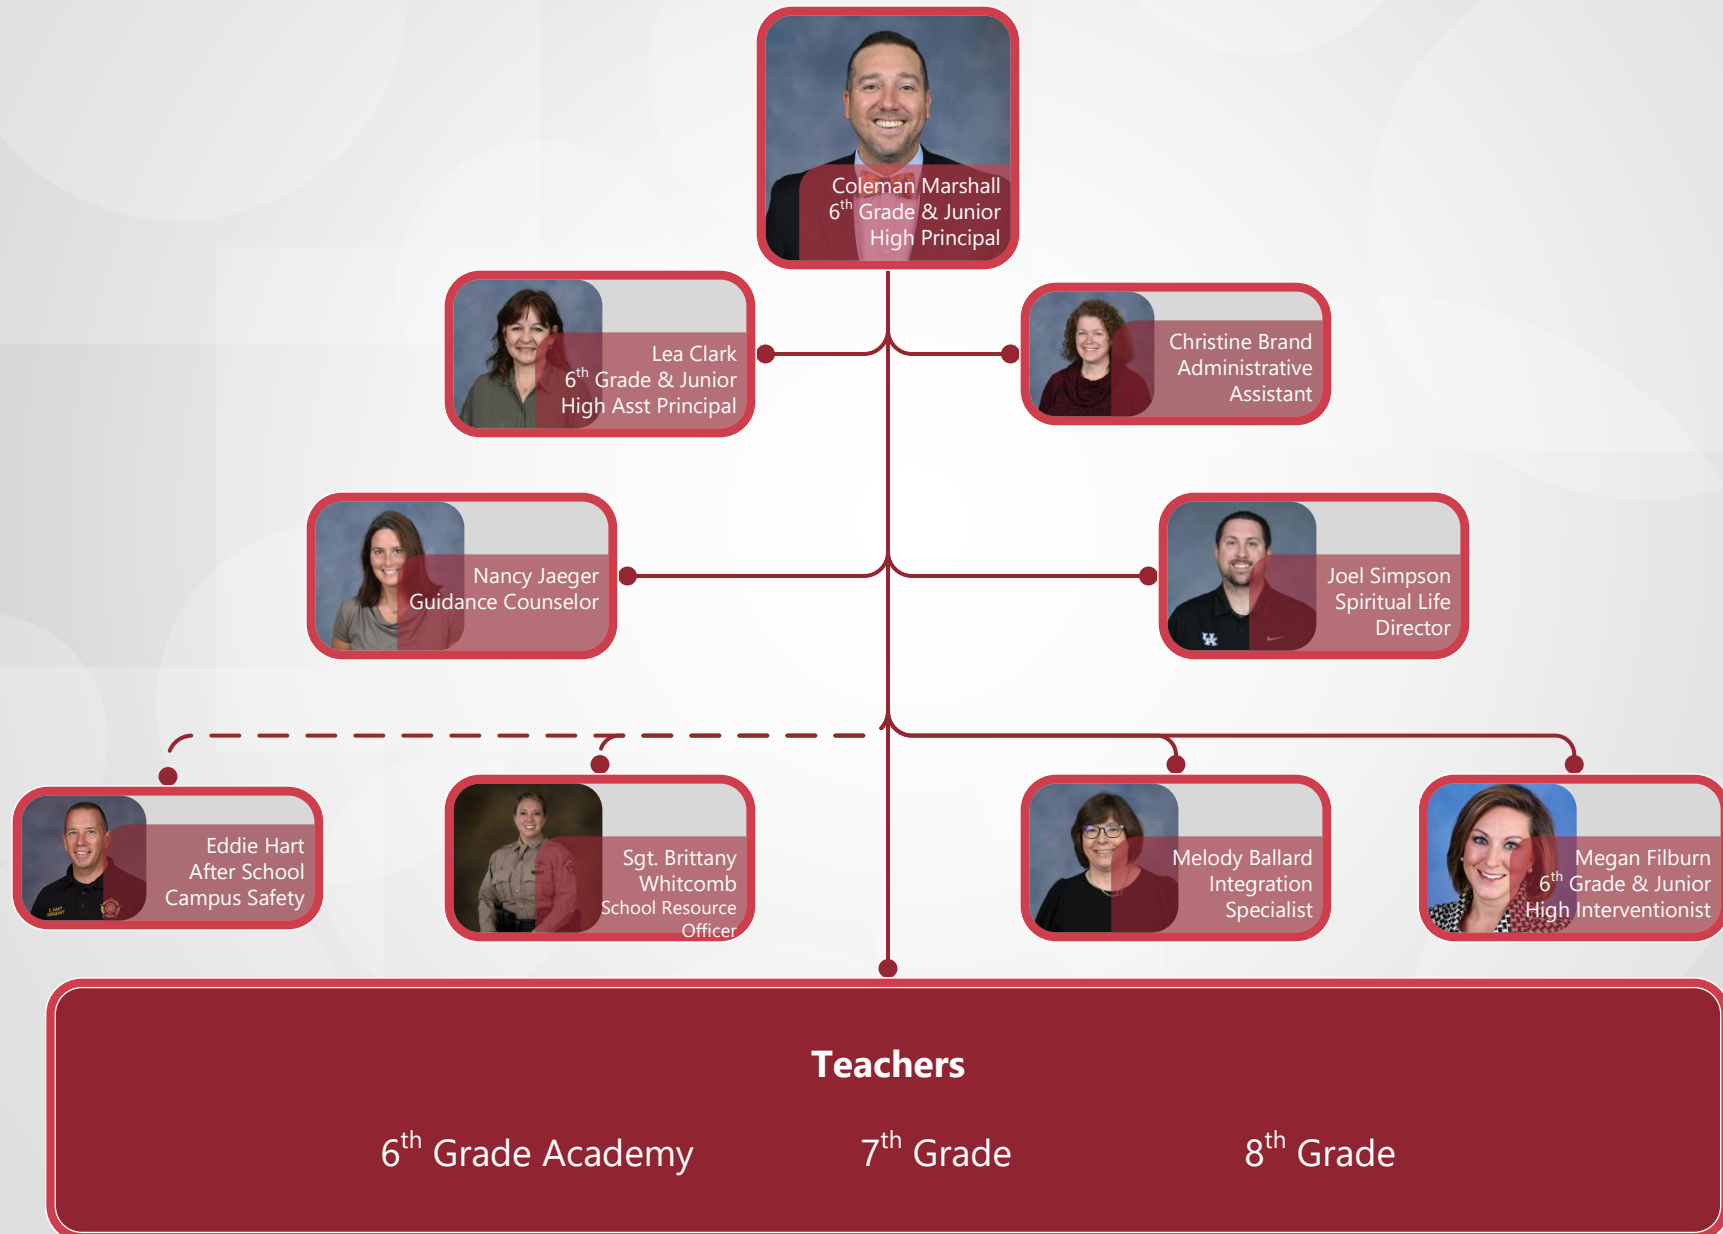 Coleman Marshall
6th Grade & Junior
High Principal
Lea Clark
6th Grade & Junior
High Asst Principal
Christine Brand
Administrative
Assistant
Nancy Jaeger
Guidance Counselor
Joel Simpson
Spiritual Life
Director
Eddie Hart
After School
Campus Safety
Sgt. Brittany
Whitcomb
School Resource
Officer
Melody Ballard
Integration
Specialist
Megan Filburn
6th Grade & Junior
High Interventionist
Teachers
6th Grade Academy 7th Grade 8th Grade